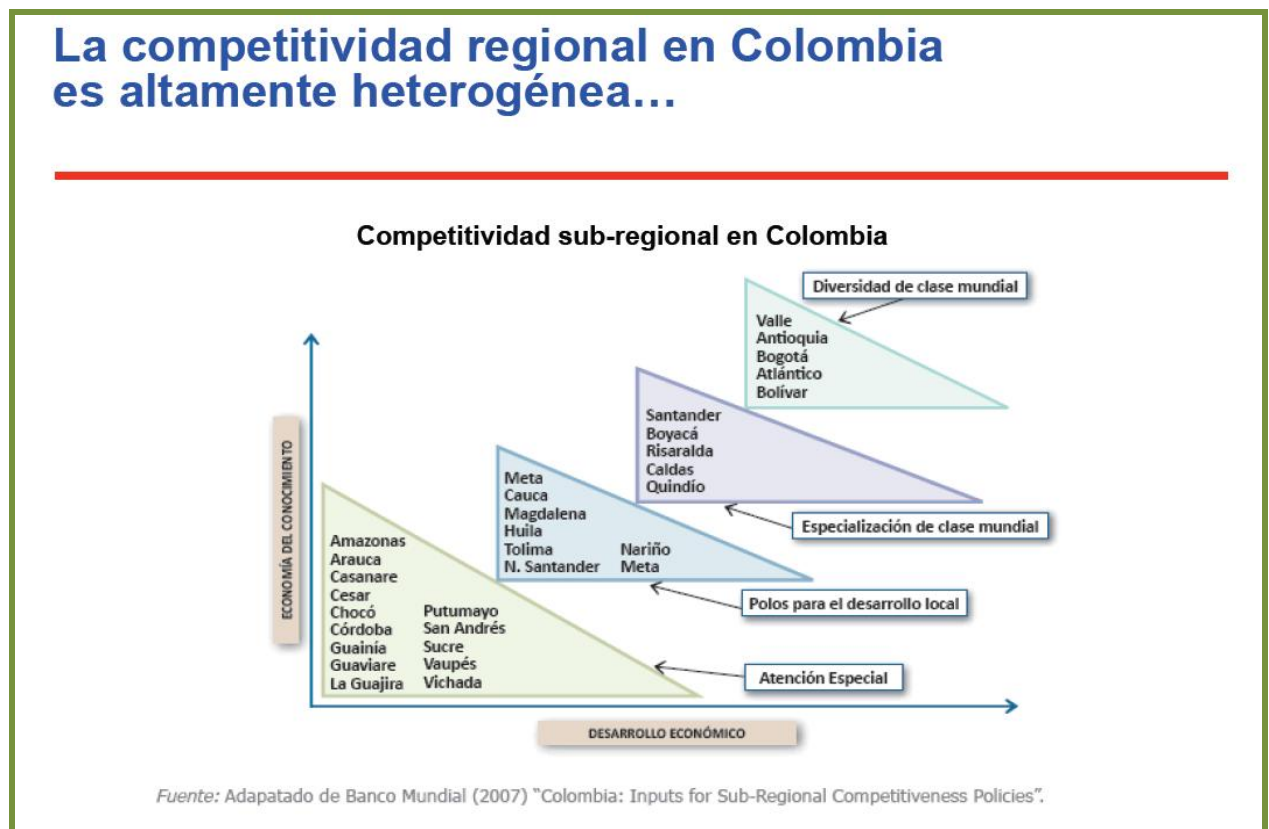 La competitividad regional en Colombia
es altamente heterogénea…
Competitividad sub-regional en Colombia
Diversidad de clase mundial
Valle
Antioquia
Bogotá
Atlántico
Bolívar
Santander
Boyacá
Risaralda
Caldas
Quindío
Especialización de clase mundial
Meta
Cauca
Magdalena
Huila
Tolima
N. Santander
Nariño
Meta
Polos para el desarrollo local
Amazonas
Arauca
Casanare
Cesar
Chocó
Córdoba
Guainía
Guaviare
La Guajira
Putumayo
San Andrés
Sucre
Vaupés
Vichada
Atención Especial
ECONOMÍA DEL CONOCIMIENTO
DESARROLLO ECONÓMICO
Fuente: Adapatado de Banco Mundial (2007) “Colombia: Inputs for Sub-Regional Competitiveness Policies”.